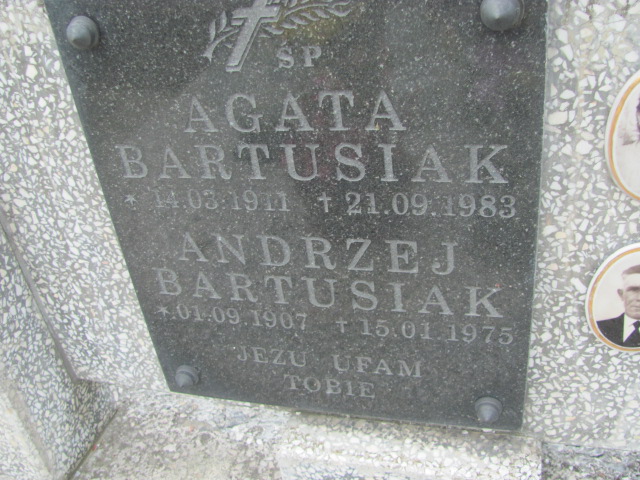 ŚP
AGATA
BARTUSIAK
* 14.03.1911 † 21.09.1983
ANDRZEJ
BARTUSIAK
* 01.09.1907 † 15.01.1975
JEZU UFAM
TOBIE